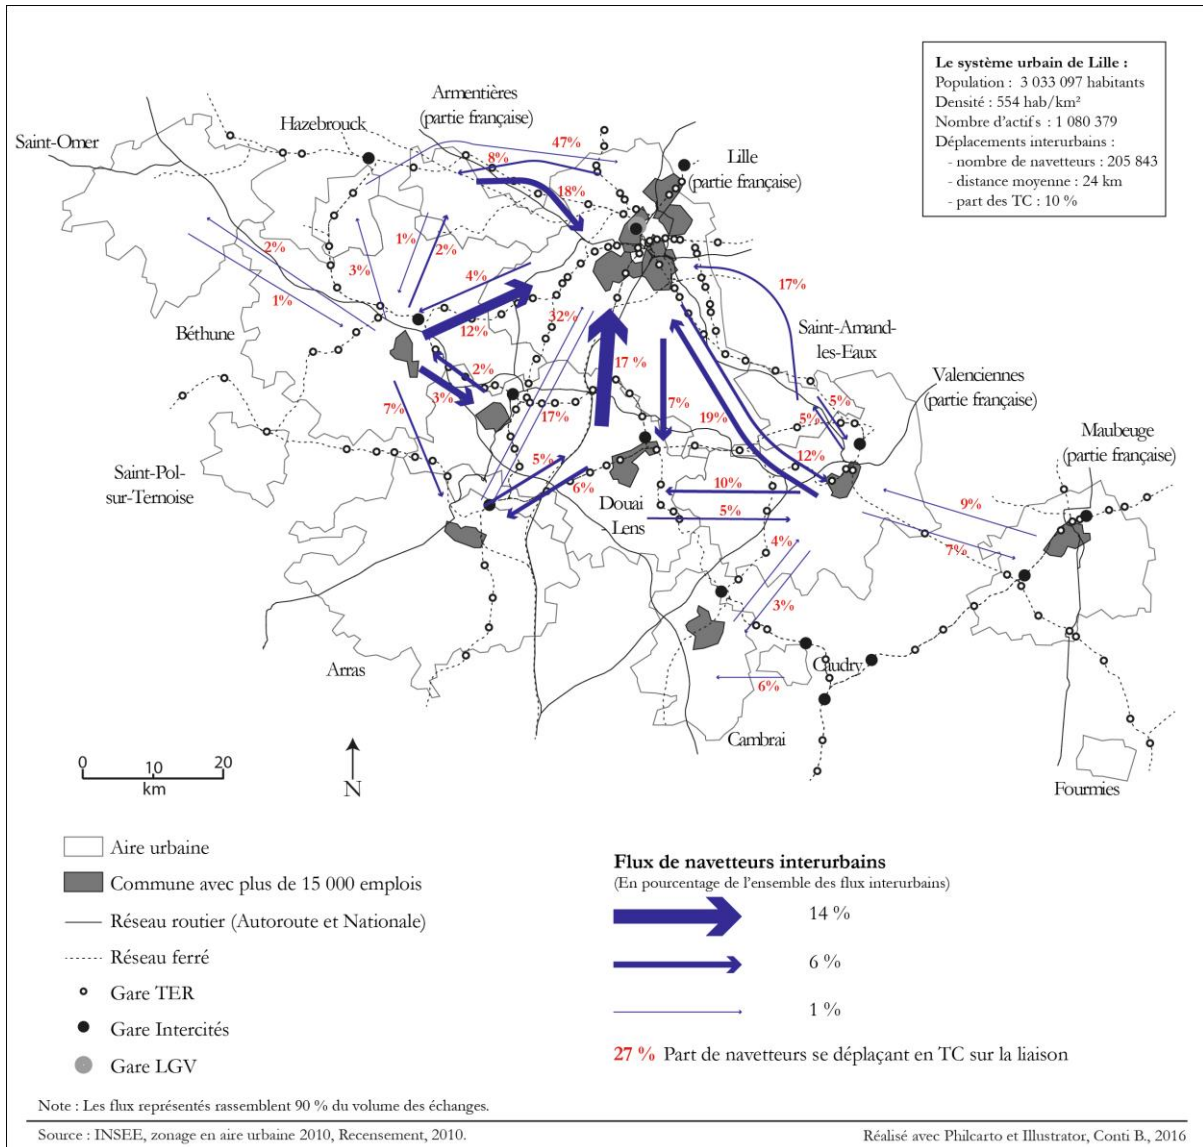 Le système urbain de Lille :
Population : 3 033 097 habitants
Densité : 554 hab/km²
Nombre d'actifs : 1 080 379
Déplacements interurbains :
- nombre de navetteurs : 205 843
- distance moyenne : 24 km
- part des TC : 10 %
Armentières
(partie française)
Hazebrouck
Saint-Omer
47%
8%
Lille
(partie française)
18%
2%
1%
2%
3%
4%
17%
1%
Béthune
12%
32%
Saint-Amand-
les-Eaux
17 %
2%
Valenciennes
(partie française)
3%
7%
7%
5%
17%
19%
5%
Maubeuge
(partie française)
Saint-Pol-
sur-Ternoise
5%
12%
6%
10%
Douai
- Lens
5%
9%
4%
7%
3%
Arras
Caudry
6%
Cambrai
Fournies
0 10 20
km
N
Aire urbaine
Commune avec plus de 15 000 emplois
Réseau routier (Autoroute et Nationale)
Réseau ferré
Gare TER
Gare Intercités
Gare LGV
Flux de navetteurs interurbains
(En pourcentage de l'ensemble des flux interurbains)
14 %
6 %
1 %
27 % Part de navetteurs se déplaçant en TC sur la liaison
Note : Les flux représentés rassemblent 90 % du volume des échanges.
Source : INSEE, zonage en aire urbaine 2010, Recensement, 2010.
Réalisé avec Philcarto et Illustrator, Conti B., 2016